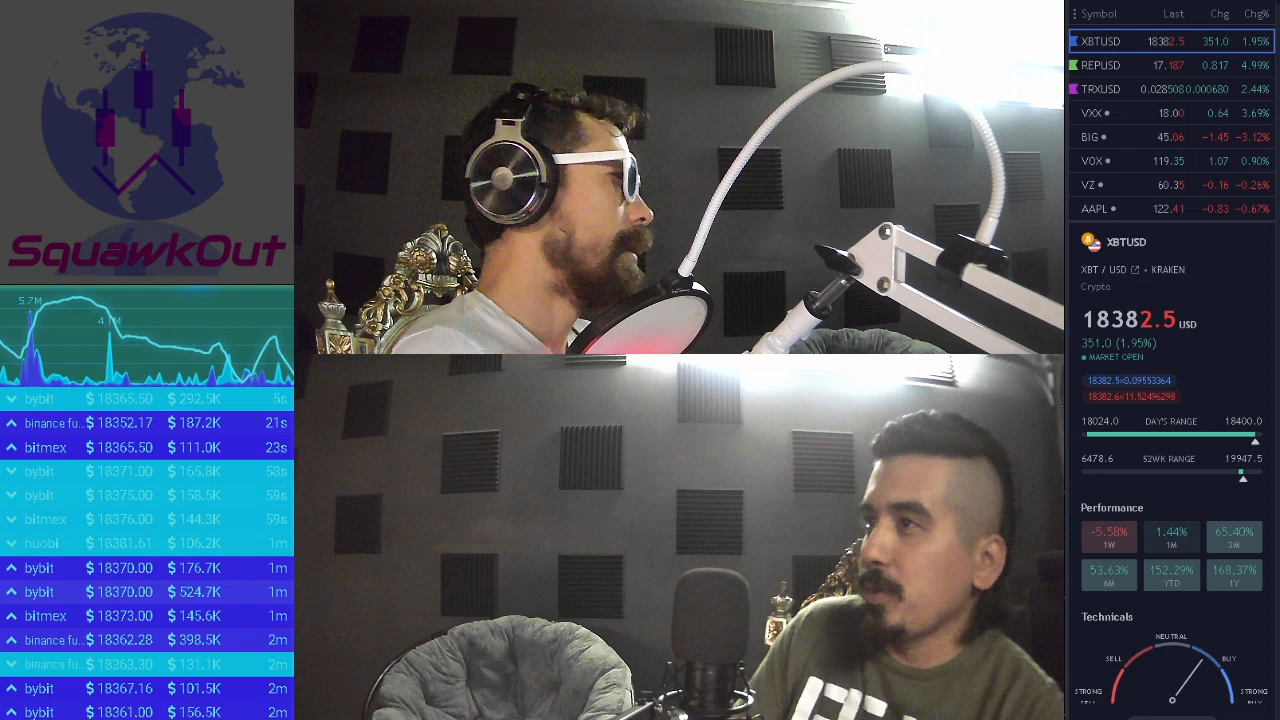 SquawkOut
5.7M
4.1M
bybit $ 18365.50 $ 292.5K 5s
binance fu... $ 18352.17 $ 187.2K 21s
bitmex $ 18365.50 $ 111.0K 23s
bybit $ 18371.00 $ 165.8K 58s
bybit $ 18375.00 $ 158.5K 59s
bitmex $ 18376.00 $ 144.3K 59s
huobi $ 18381.61 $ 106.2K 1m
bybit $ 18370.00 $ 176.7K 1m
bybit $ 18370.00 $ 524.7K 1m
bitmex $ 18373.00 $ 145.6K 1m
binance fu... $ 18362.28 $ 398.5K 2m
binance fu... $ 18363.30 $ 131.1K 2m
bybit $ 18367.16 $ 101.5K 2m
bybit $ 18361.00 $ 156.5K 2m
Symbol Last Chg Chg%
XBTUSD 18382.5 351.0 1.95%
REPUSD 17.187 0.817 4.99%
TRXUSD 0.0285080 0.000680 2.44%
VXX 18.00 0.64 3.69%
BIG 45.06 -1.45 -3.12%
VOX 119.35 1.07 0.90%
VZ 60.35 -0.16 -0.26%
AAPL 122.41 -0.83 -0.67%
XBTUSD
XBT / USD • KRAKEN
Crypto
18382.5 USD
351.0 (1.95%)
MARKET OPEN
18382.5×0.09553364
18382.6×11.52496298
18024.0 DAY'S RANGE 18400.0
6478.6 52WK RANGE 19947.5
Performance
-5.58% 1.44% 65.40%
1W 1M 3M
53.63% 152.29% 168.37%
6M YTD 1Y
Technicals
NEUTRAL
SELL BUY
STRONG STRONG